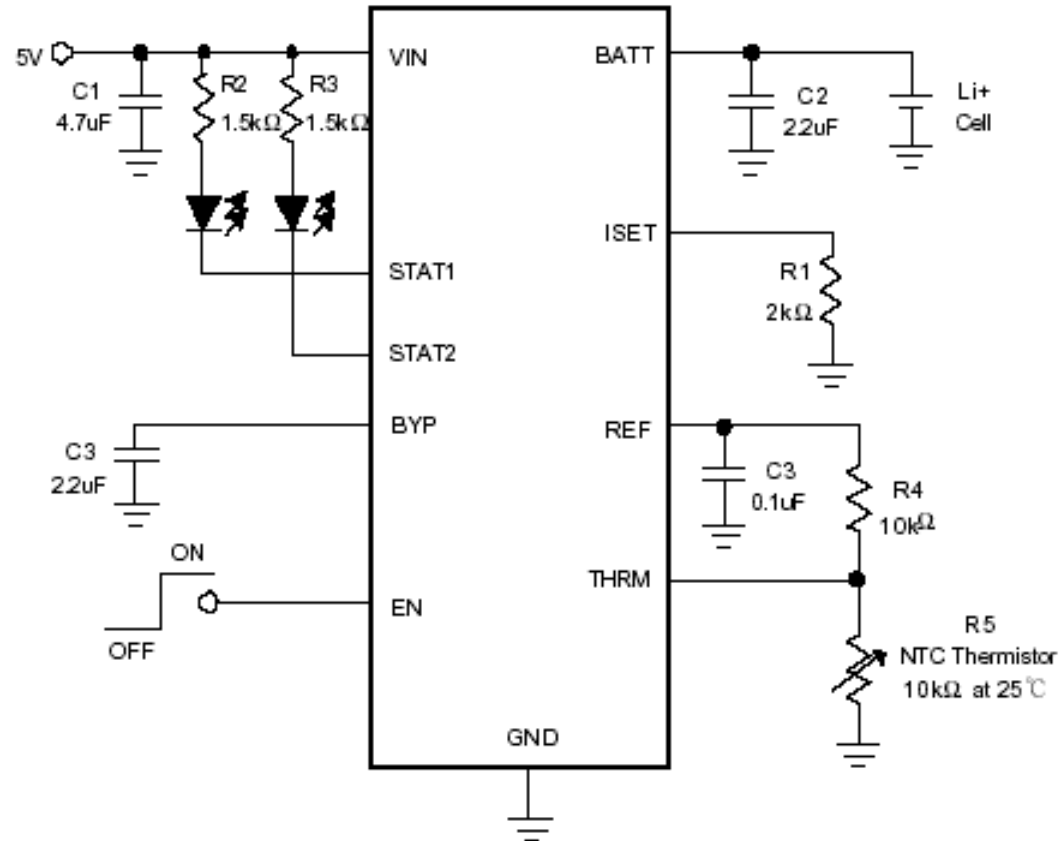 5V
C1
4.7uF
R2
1.5kΩ
R3
1.5kΩ
VIN
STAT1
STAT2
BYP
C3
2.2uF
ON
OFF
EN
GND
BATT
C2
2.2uF
Li+
Cell
ISET
R1
2kΩ
REF
C3
0.1uF
R4
10kΩ
THRM
R5
NTC Thermistor
10kΩ at 25℃